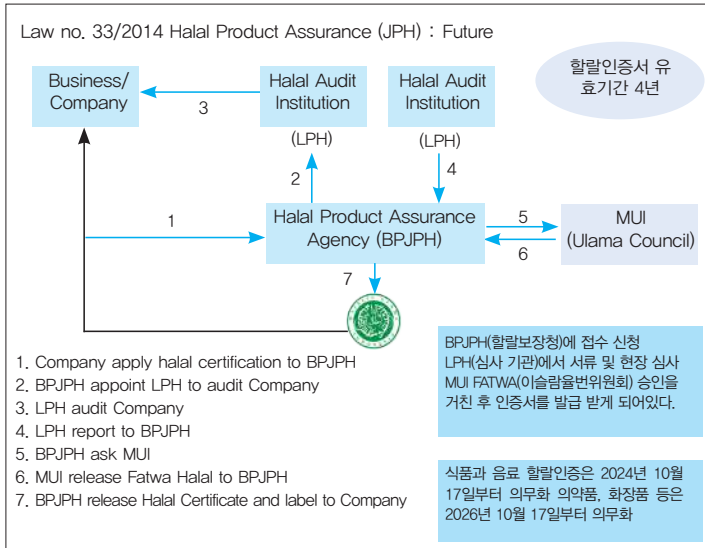 Law no. 33/2014 Halal Product Assurance (JPH) : Future
Business/
Company
Halal Audit
Institution
(LPH)
Halal Audit
Institution
(LPH)
할랄인증서 유
효기간 4년
3
2
4
1
Halal Product Assurance
Agency (BPJPH)
5
6
MUI
(Ulama Council)
7
1. Company apply halal certification to BPJPH
2. BPJPH appoint LPH to audit Company
3. LPH audit Company
4. LPH report to BPJPH
5. BPJPH ask MUI
6. MUI release Fatwa Halal to BPJPH
7. BPJPH release Halal Certificate and label to Company
BPJPH(할랄보장청)에 접수 신청
LPH(심사 기관)에서 서류 및 현장 심사
MUI FATWA(이슬람율번위원회) 승인을
거친 후 인증서를 발급 받게 되어있다.
식품과 음료 할랄인증은 2024년 10월
17일부터 의무화 의약품, 화장품 등은
2026년 10월 17일부터 의무화